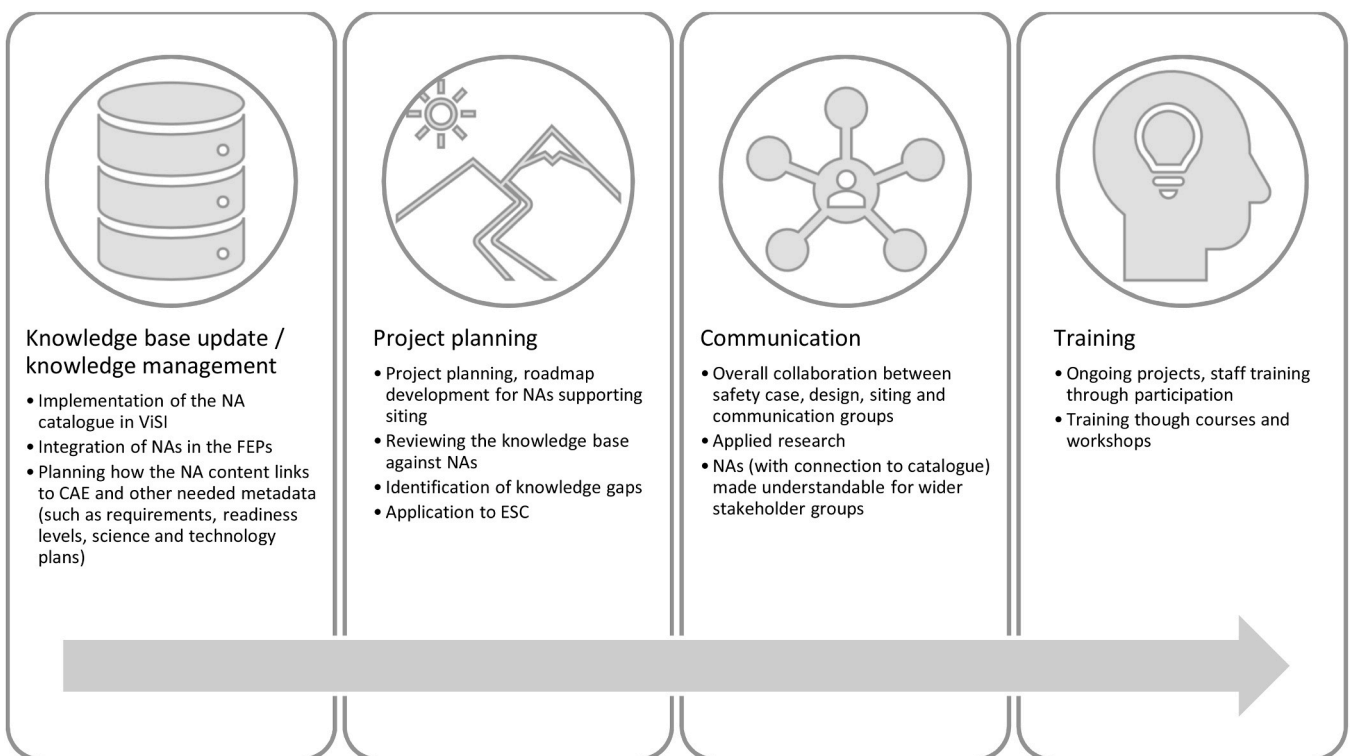 Knowledge base update /
knowledge management
• Implementation of the NA
catalogue in ViSI
• Integration of NAs in the FEPs
• Planning how the NA content links
to CAE and other needed metadata
(such as requirements, readiness
levels, science and technology
plans)
Project planning
• Project planning, roadmap
development for NAs supporting
siting
• Reviewing the knowledge base
against NAs
• Identification of knowledge gaps
• Application to ESC
Communication
• Overall collaboration between
safety case, design, siting and
communication groups
• Applied research
• NAs (with connection to catalogue)
made understandable for wider
stakeholder groups
Training
• Ongoing projects, staff training
through participation
• Training though courses and
workshops